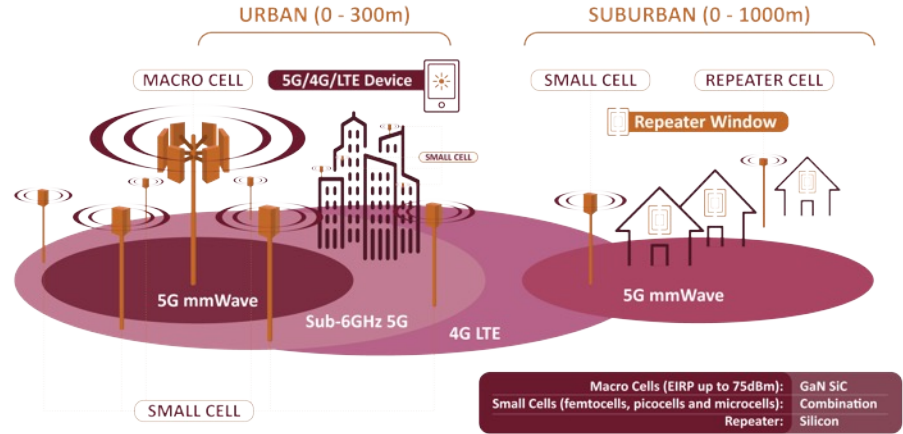 URBAN (0 - 300m)
SUBURBAN (0 - 1000m)
MACRO CELL
5G/4G/LTE Device
SMALL CELL
REPEATER CELL
Repeater Window
SMALL CELL
5G mmWave
Sub-6GHz 5G
4G LTE
5G mmWave
SMALL CELL
Macro Cells (EIRP up to 75dBm): GaN SiC
Small Cells (femtocells, picocells and microcells): Combination
Repeater: Silicon